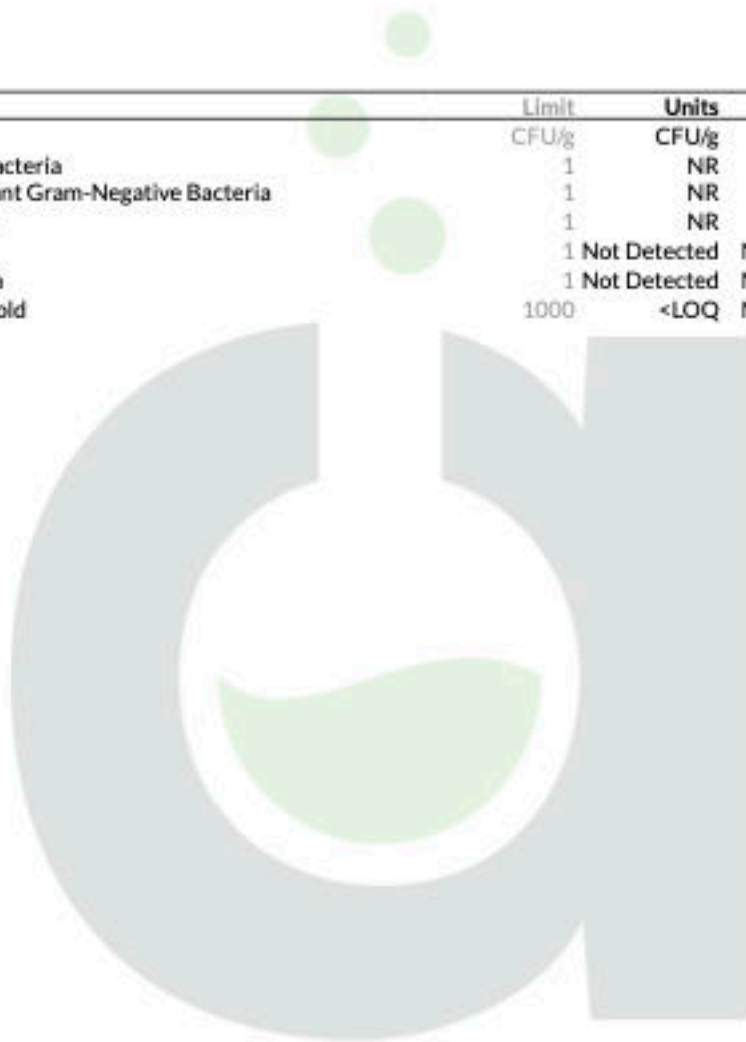 Limit Units
CFU/g CFU/g
acteria 1 NR
nt Gram-Negative Bacteria 1 NR
1 NR
1 Not Detected
1 Not Detected
old 1000 <LOQ